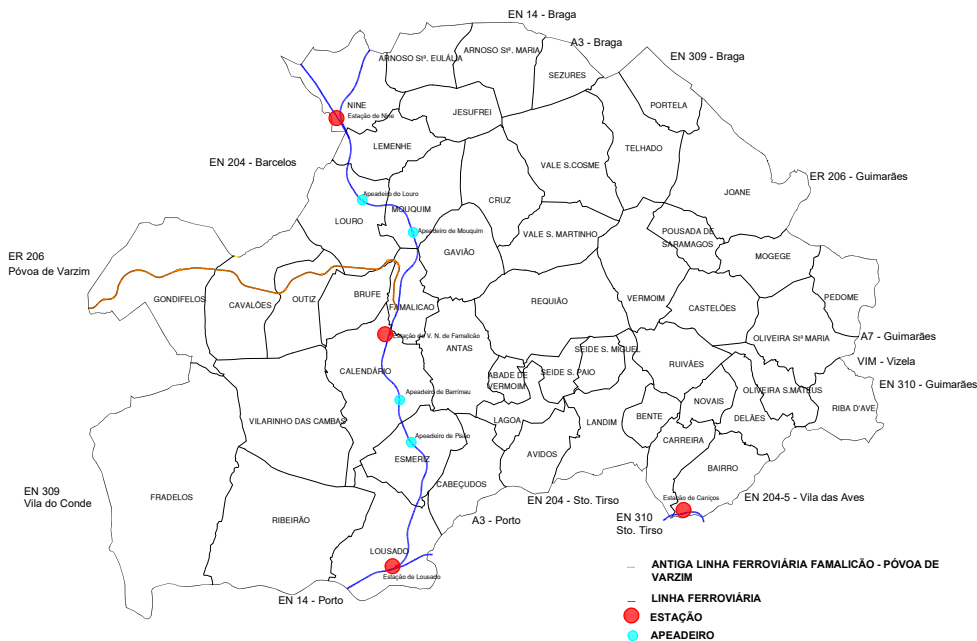 EN 14 - Braga
A3 - Braga
EN 309 - Braga
ARNOSO Stª. EULÁLIA
ARNOSO Stª. MARIA
SEZURES
NINE
Estação de Nine
JESUFREI
PORTELA
LEMENHE
TELHADO
EN 204 - Barcelos
VALE S.COSME
ER 206 - Guimarães
Apeadeiro do Louro
JOANE
LOURO
MOUQUIM
CRUZ
Apeadeiro de Mouquim
VALE S. MARTINHO
POUSADA DE
SARAMAGOS
GAVIÃO
MOGEGE
ER 206
Póvoa de Varzim
GONDIFELOS
CAVALÕES
OUTIZ
BRUFE
FAMALICAO
REQUIÃO
VERMOIM
CASTELÕES
PEDOME
Estação de V. N. de Famalicão
OLIVEIRA Stª MARIA
A7 - Guimarães
ANTAS
SEIDE S. MIGUEL
VIM - Vizela
CALENDÁRIO
ABADE DE
VERMOIM
SEIDE S. PAIO
RUIVÃES
EN 310 - Guimarães
Apeadeiro de Barrimau
NOVAIS
OLIVEIRA S.MATEUS
RIBA D'AVE
VILARINHO DAS CAMBAS
LAGOA
LANDIM
BENTE
DELÃES
Apeadeiro de Pisão
CARREIRA
ESMERIZ
AVIDOS
BAIRRO
CABEÇUDOS
EN 309
Vila do Conde
FRADELOS
EN 204 - Sto. Tirso
Estação de Caniços
EN 204-5 - Vila das Aves
RIBEIRÃO
A3 - Porto
EN 310
Sto. Tirso
LOUSADO
Estação de Lousado
EN 14 - Porto
ANTIGA LINHA FERROVIÁRIA FAMALICÃO - PÓVOA DE
VARZIM
LINHA FERROVIÁRIA
ESTAÇÃO
APEADEIRO